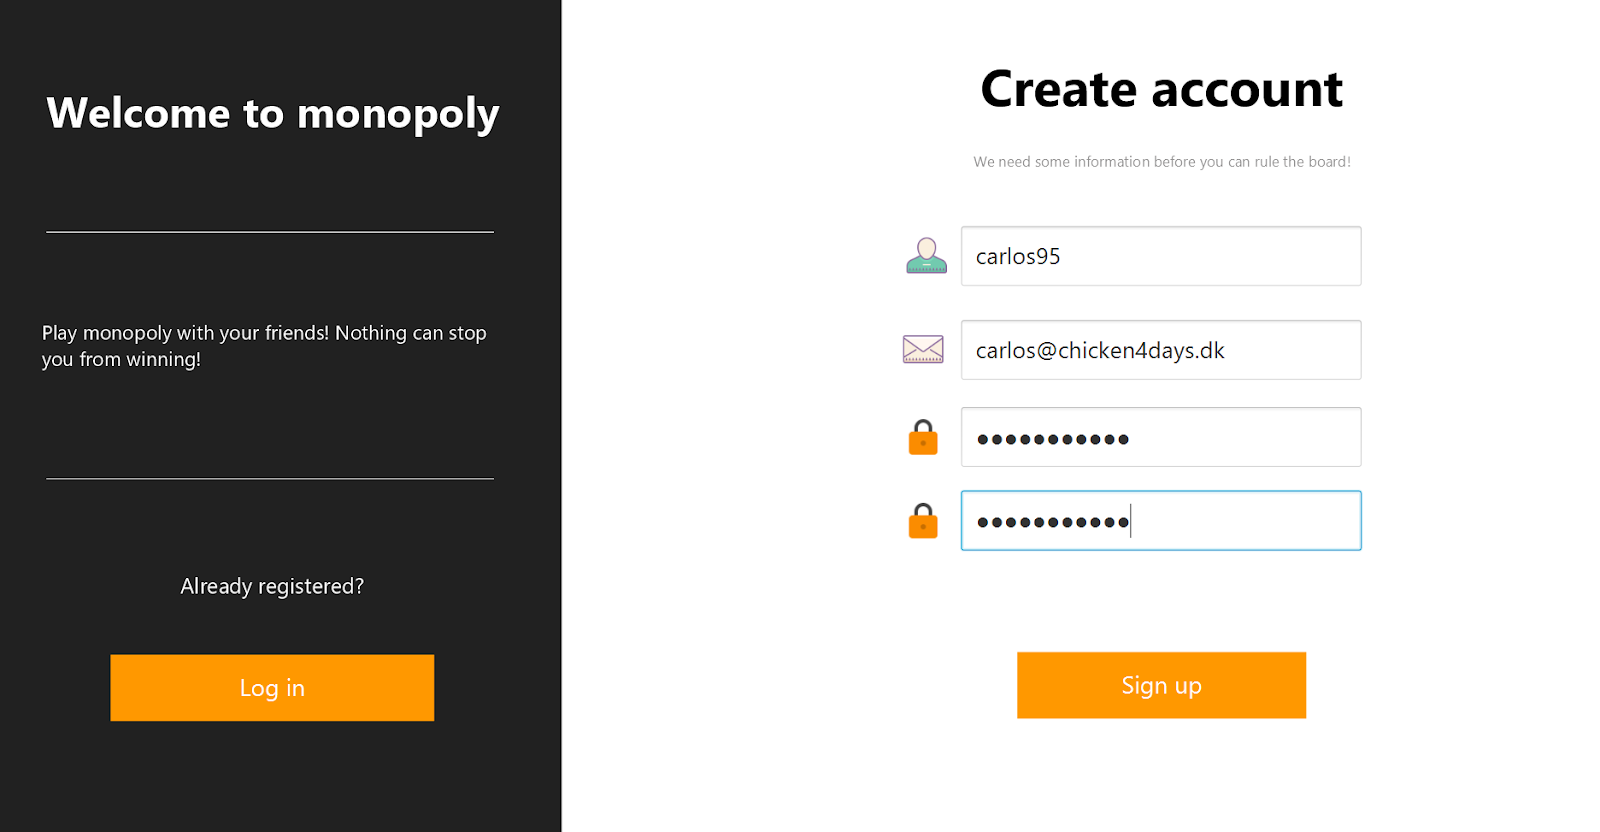 Welcome to monopoly
Play monopoly with your friends! Nothing can stop
you from winning!
Already registered?
Log in
Create account
We need some information before you can rule the board!
carlos95
carlos@chicken4days.dk
●●●●●●●●●●●
●●●●●●●●●●●
Sign up